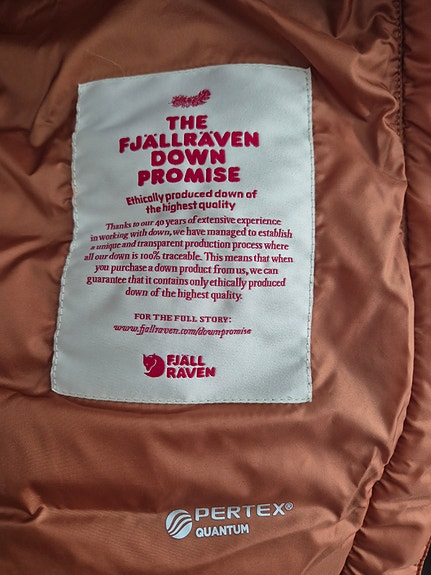 THE
FJÄLLRÄVEN
DOWN
PROMISE
Ethically produced down of
the highest quality
Thanks to our 40 years of extensive experience
in working with down, we have managed to establish
a unique and transparent production process where
all our down is 100% traceable. This means that when
you purchase a down product from us, we can
guarantee that it contains only ethically produced
down of the highest quality.
FOR THE FULL STORY:
www.fjallraven.com/downpromise
FJÄLL
RÄVEN
PERTEX®
QUANTUM